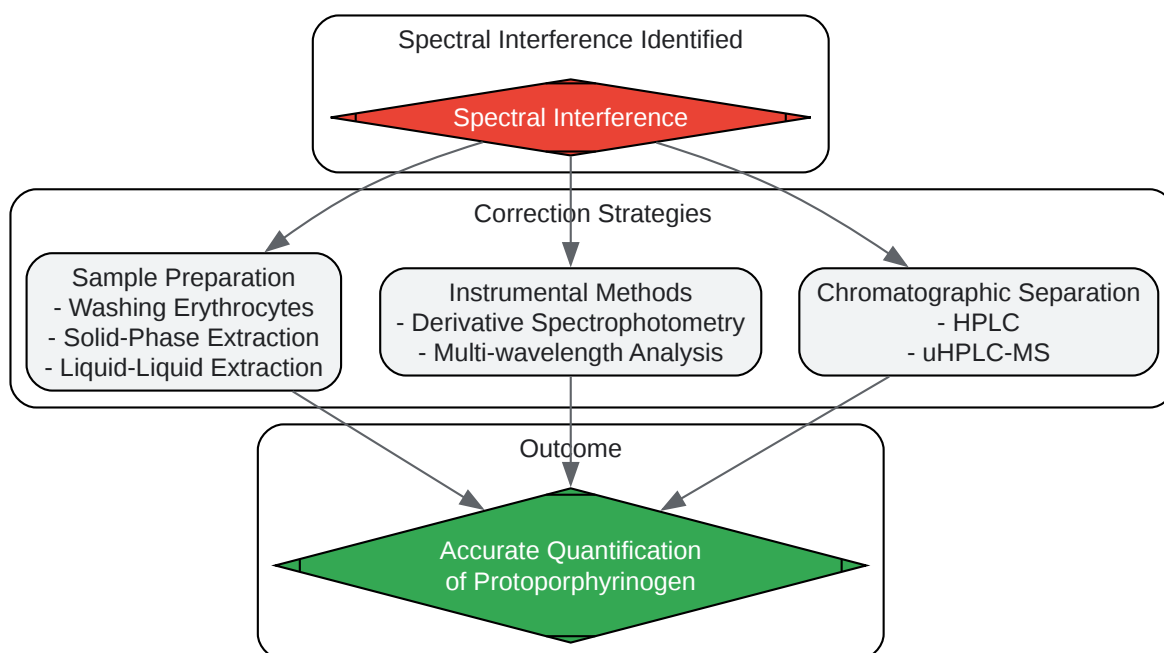 Spectral Interference Identified
Spectral Interference
Correction Strategies
Sample Preparation
- Washing Erythrocytes
- Solid-Phase Extraction
- Liquid-Liquid Extraction
Instrumental Methods
- Derivative Spectrophotometry
- Multi-wavelength Analysis
Chromatographic Separation
- HPLC
- uHPLC-MS
Outcome
Accurate Quantification
of Protoporphyrinogen